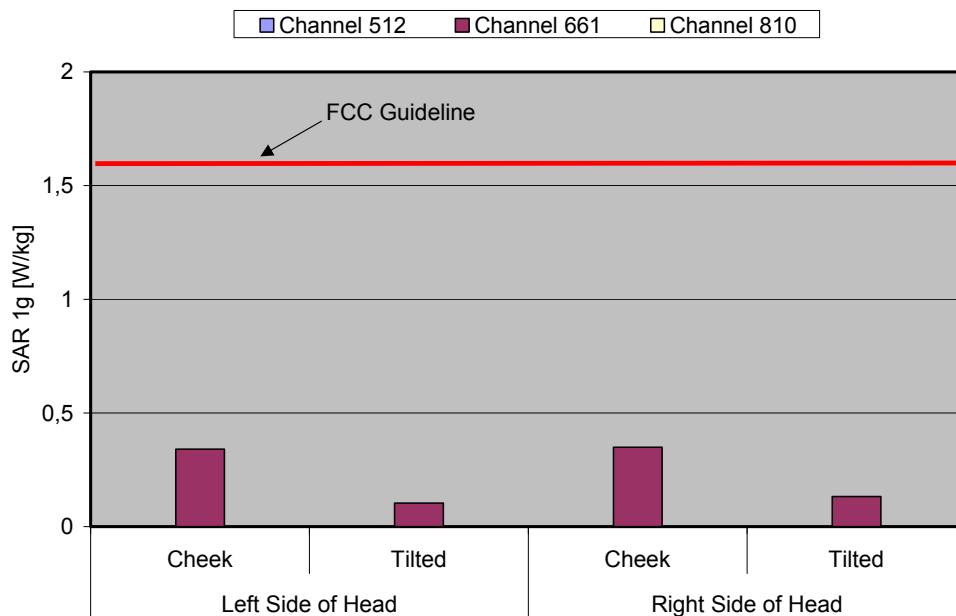 Channel 512 Channel 661 Channel 810
2
FCC Guideline
1,5
1
0,5
0
SAR 1g [W/kg]
Cheek Tilted Cheek Tilted
Left Side of Head Right Side of Head